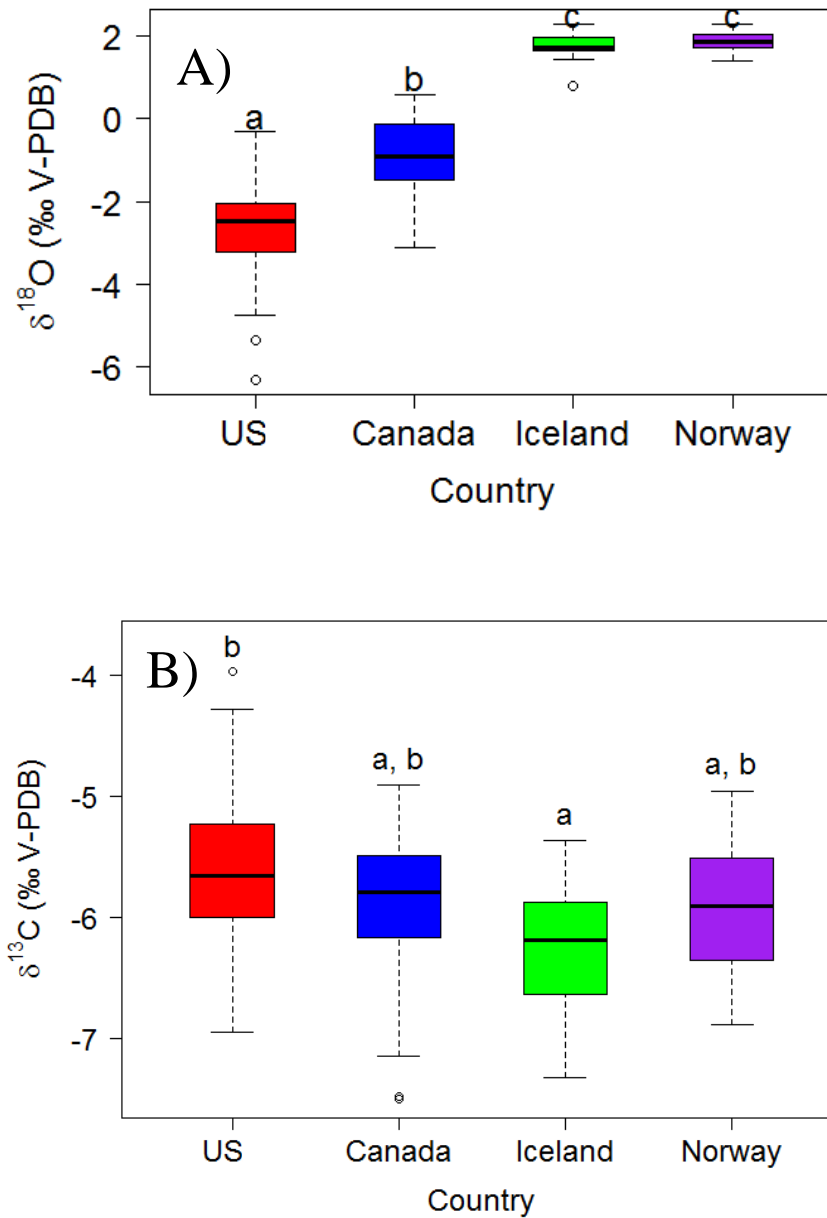 A)
δ18O (‰ V-PDB)
2
0
-2
-4
-6
a
b
c
c
US Canada Iceland Norway
Country
B)
δ13C (‰ V-PDB)
-4
-5
-6
-7
b
a, b
a
a, b
US Canada Iceland Norway
Country